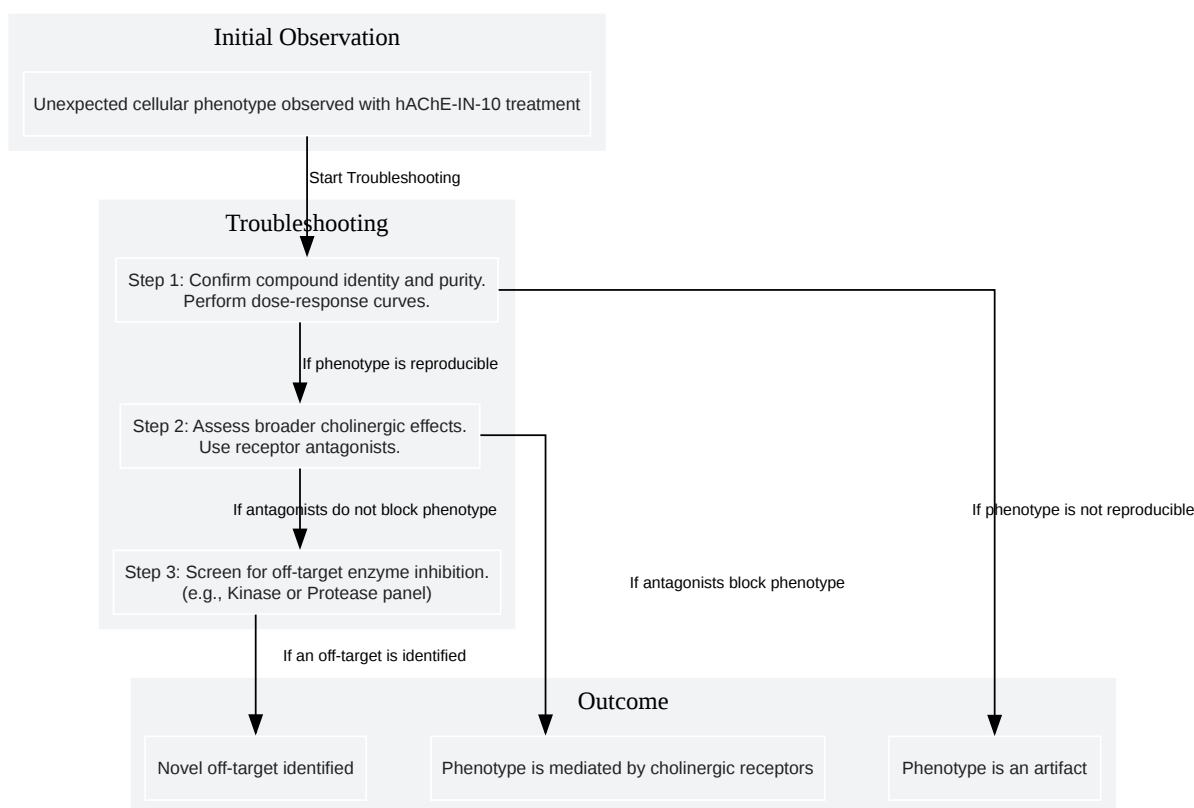 Initial Observation
Unexpected cellular phenotype observed with hAChE-IN-10 treatment
Start Troubleshooting
Troubleshooting
Step 1: Confirm compound identity and purity.
Perform dose-response curves.
If phenotype is reproducible
Step 2: Assess broader cholinergic effects.
Use receptor antagonists.
If antagonists do not block phenotype
If phenotype is not reproducible
Step 3: Screen for off-target enzyme inhibition.
(e.g., Kinase or Protease panel)
If antagonists block phenotype
If an off-target is identified
Outcome
Novel off-target identified
Phenotype is mediated by cholinergic receptors
Phenotype is an artifact